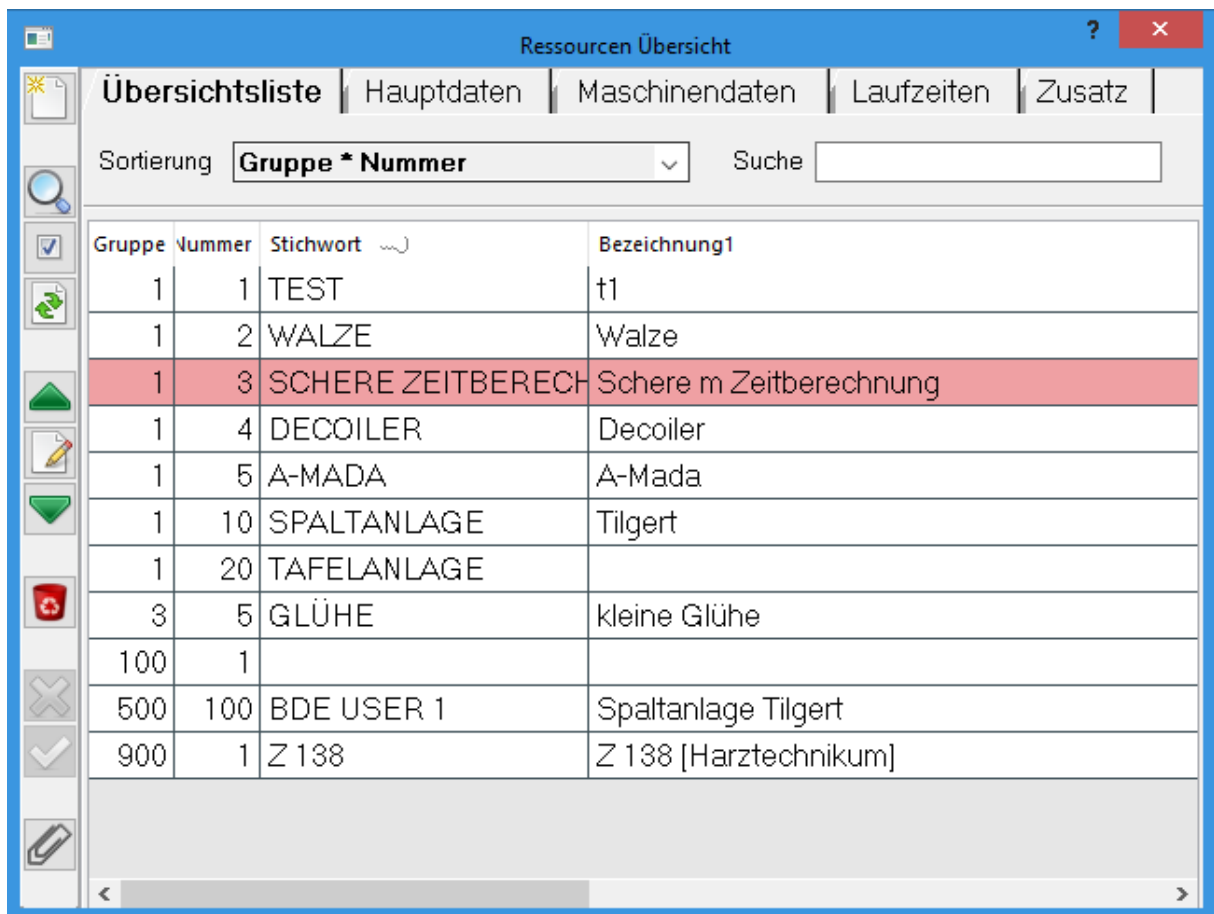 Ressourcen Übersicht ?
Übersichtsliste Hauptdaten Maschinendaten Laufzeiten Zusatz
Sortierung Gruppe * Nummer Suche
Gruppe Nummer Stichwort Bezeichnung1
1 1 TEST t1
1 2 WALZE Walze
1 3 SCHERE ZEITBERECH Schere m Zeitberechnung
1 4 DECOILER Decoiler
1 5 A-MADA A-Mada
1 10 SPALTANLAGE Tilgert
1 20 TAFELANLAGE
3 5 GLÜHE kleine Glühe
100 1
500 100 BDE USER 1 Spaltanlage Tilgert
900 1 Z 138 Z 138 [Harztechnikum]